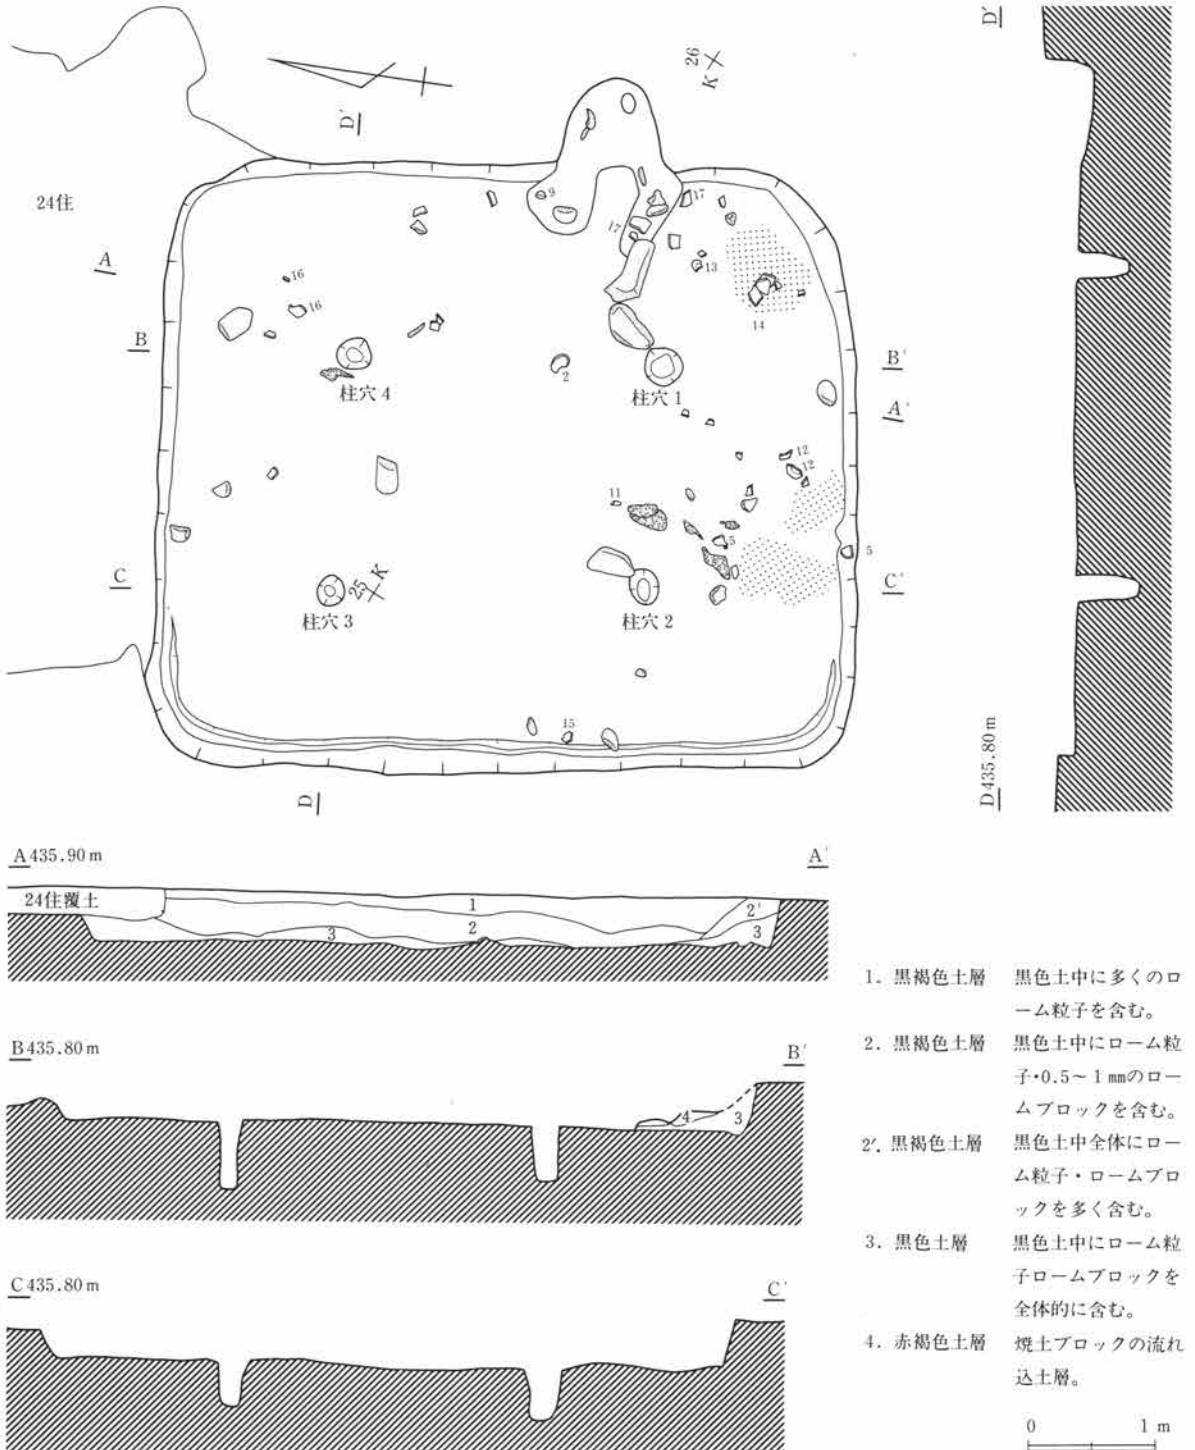 D'
26
K
D'
24住
9
17
17
A
16
13
16
14
B
B'
2
柱穴 4
柱穴 1
A'
12
12
11
5
5
C
C'
25 K
柱穴 3
柱穴 2
15
D
D 435.80 m
A 435.90 m
A'
24住覆土
1
2'
3
2
3
B 435.80 m
B'
4
3
C 435.80 m
C'
1. 黒褐色土層 黒色土中に多くのロ
ーム粒子を含む。
2. 黒褐色土層 黒色土中にローム粒
子・0.5~1㎜のロー
ムブロックを含む。
2'. 黒褐色土層 黒色土中全体にロー
ム粒子・ロームブロ
ックを多く含む。
3. 黒色土層 黒色土中にローム粒
子ロームブロックを
全体的に含む。
4. 赤褐色土層 焼土ブロックの流れ
込土層。
0 1 m